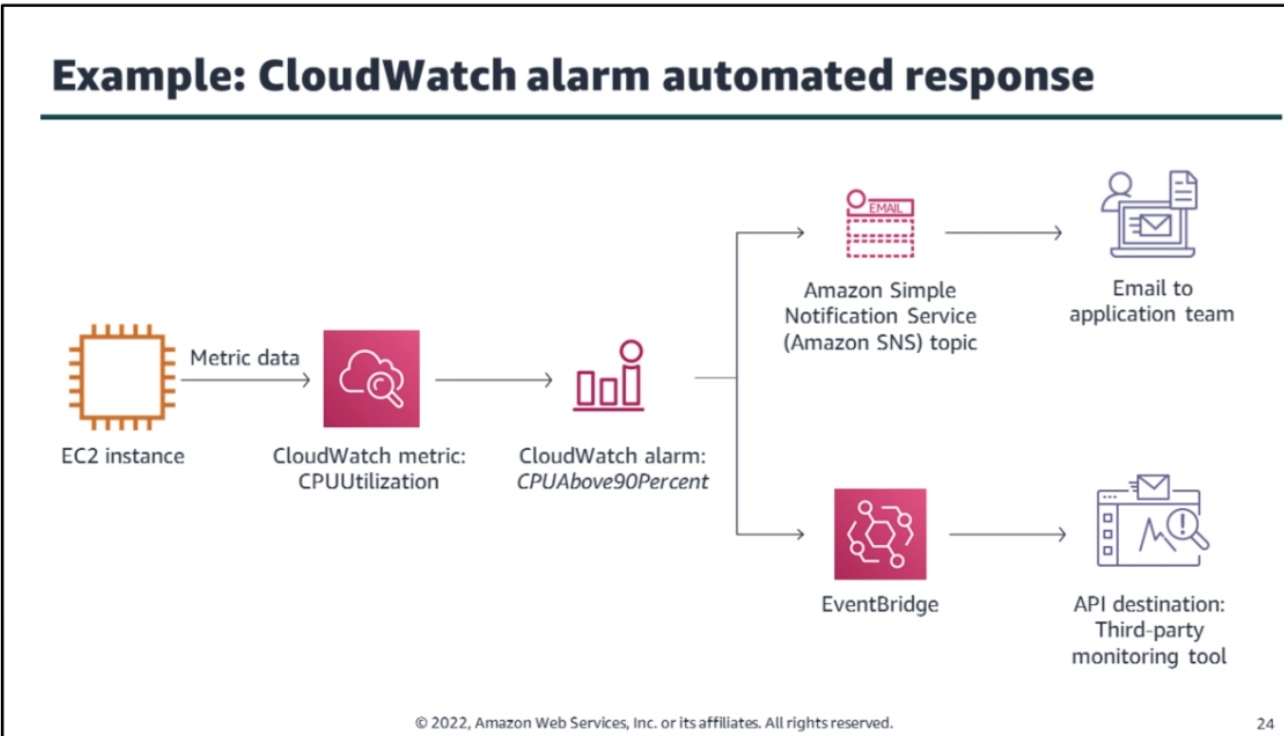 Example: CloudWatch alarm automated response
EMAIL
Amazon Simple
Notification Service
(Amazon SNS) topic
Email to
application team
Metric data
EC2 instance
CloudWatch metric:
CPUUtilization
CloudWatch alarm:
CPUAbove90Percent
EventBridge
API destination:
Third-party
monitoring tool
© 2022, Amazon Web Services, Inc. or its affiliates. All rights reserved.
24